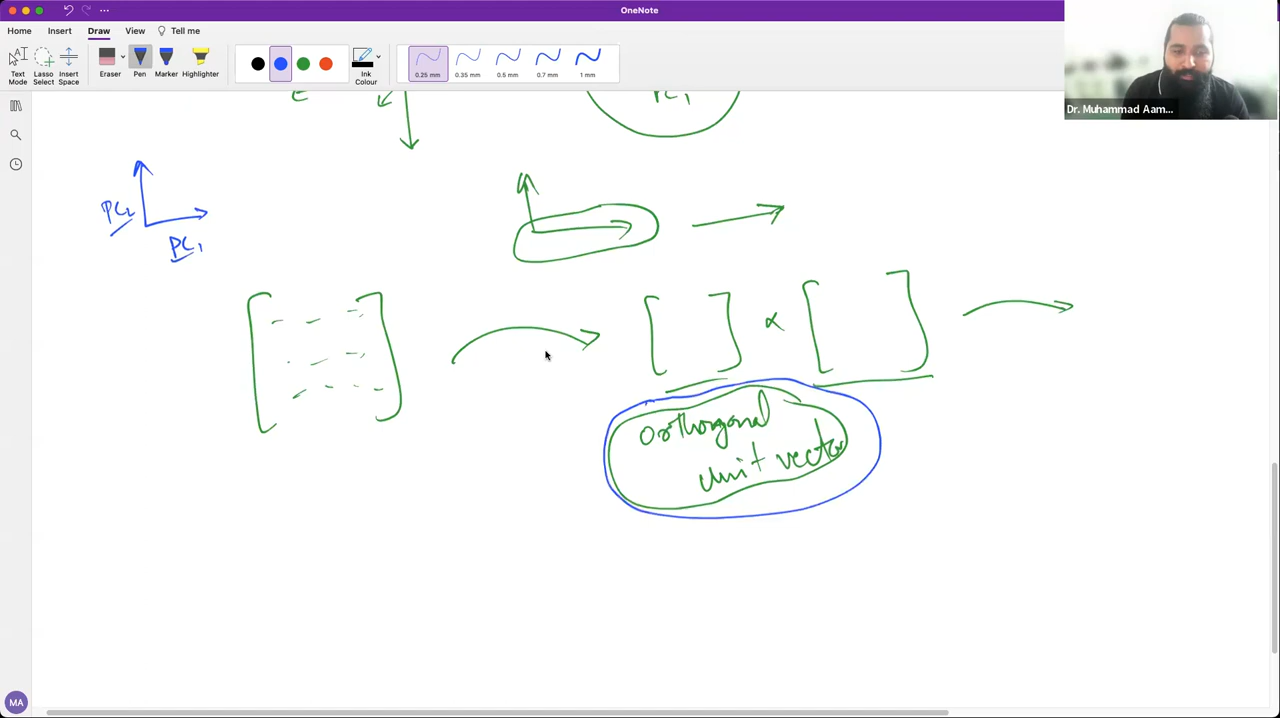 OneNote
Home Insert Draw View Tell me
Text Mode
Lasso Select
Insert Space
Eraser
Pen
Marker
Highlighter
Ink Colour
0.25 mm
0.35 mm
0.5 mm
0.7 mm
1 mm
Dr. Muhammad Aam...
PC1
PC2
PC1
∝
Orthogonal
unit vector
MA